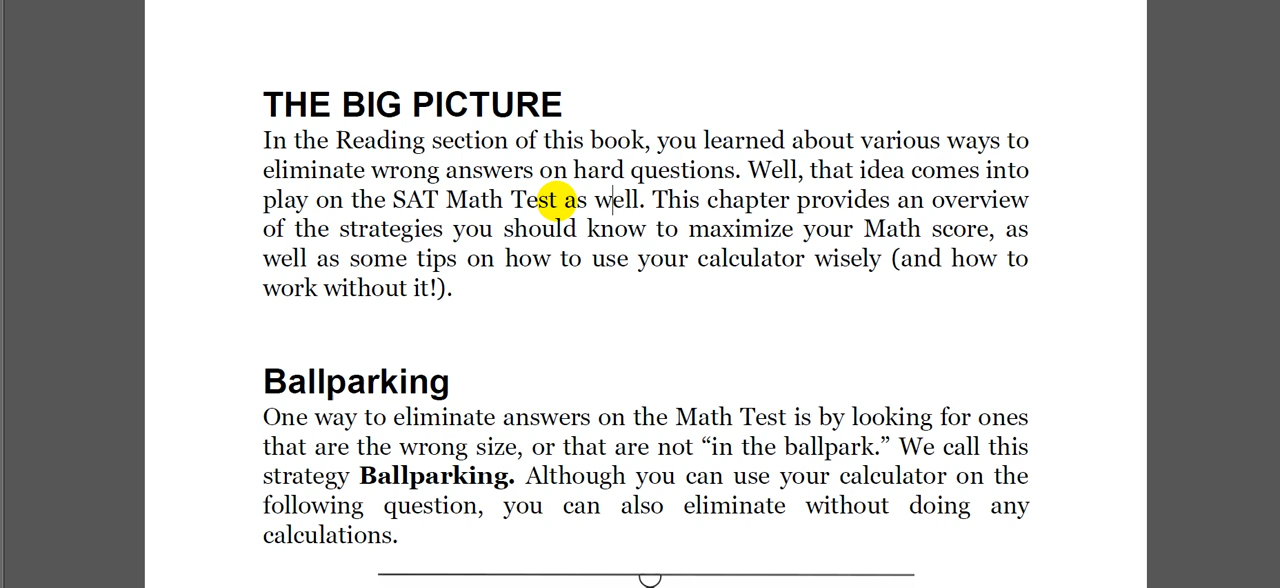 THE BIG PICTURE
In the Reading section of this book, you learned about various ways to
eliminate wrong answers on hard questions. Well, that idea comes into
play on the SAT Math Test as well. This chapter provides an overview
of the strategies you should know to maximize your Math score, as
well as some tips on how to use your calculator wisely (and how to
work without it!).
Ballparking
One way to eliminate answers on the Math Test is by looking for ones
that are the wrong size, or that are not “in the ballpark.” We call this
strategy Ballparking. Although you can use your calculator on the
following question, you can also eliminate without doing any
calculations.